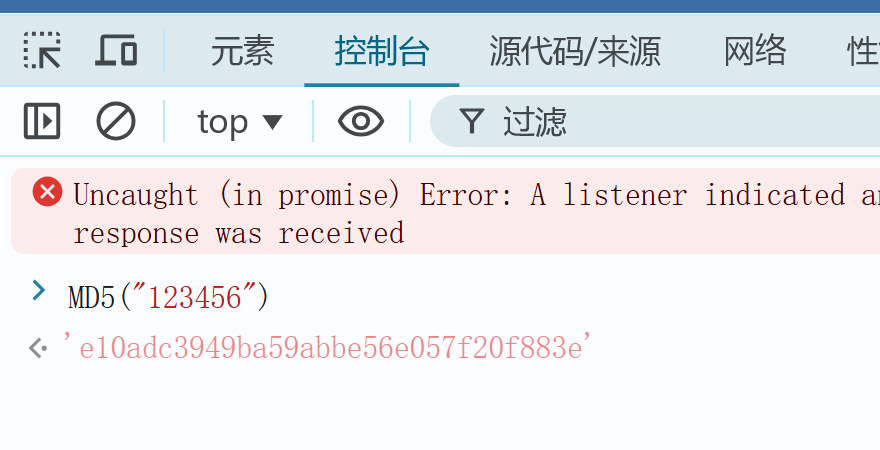 元素 控制台 源代码/来源 网络 性
top 过滤
Uncaught (in promise) Error: A listener indicated an
response was received
MD5("123456")
'e10adc3949ba59abbe56e057f20f883e'